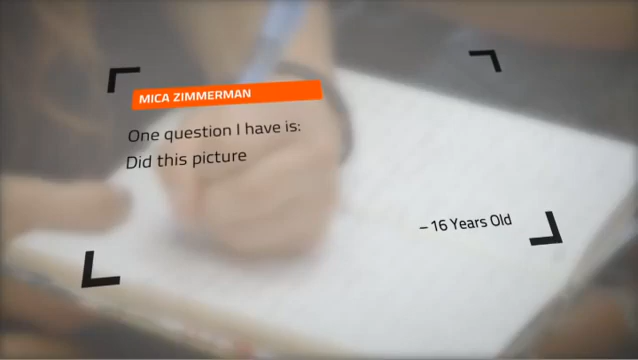 MICA ZIMMERMAN
One question I have is:
Did this picture
– 16 Years Old